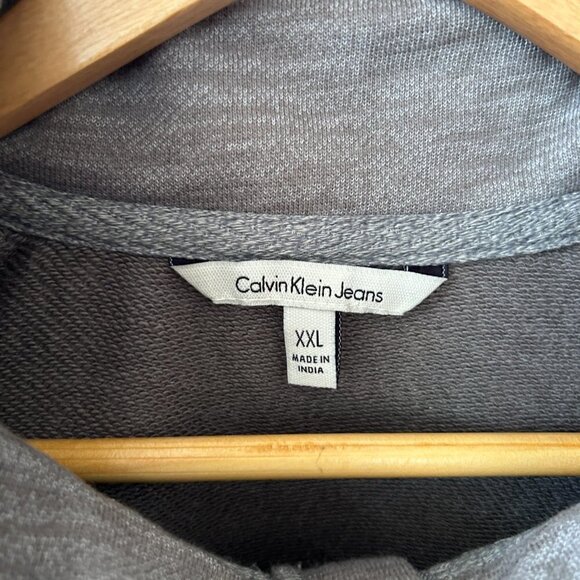 Calvin Klein Jeans
XXL
MADE IN
INDIA